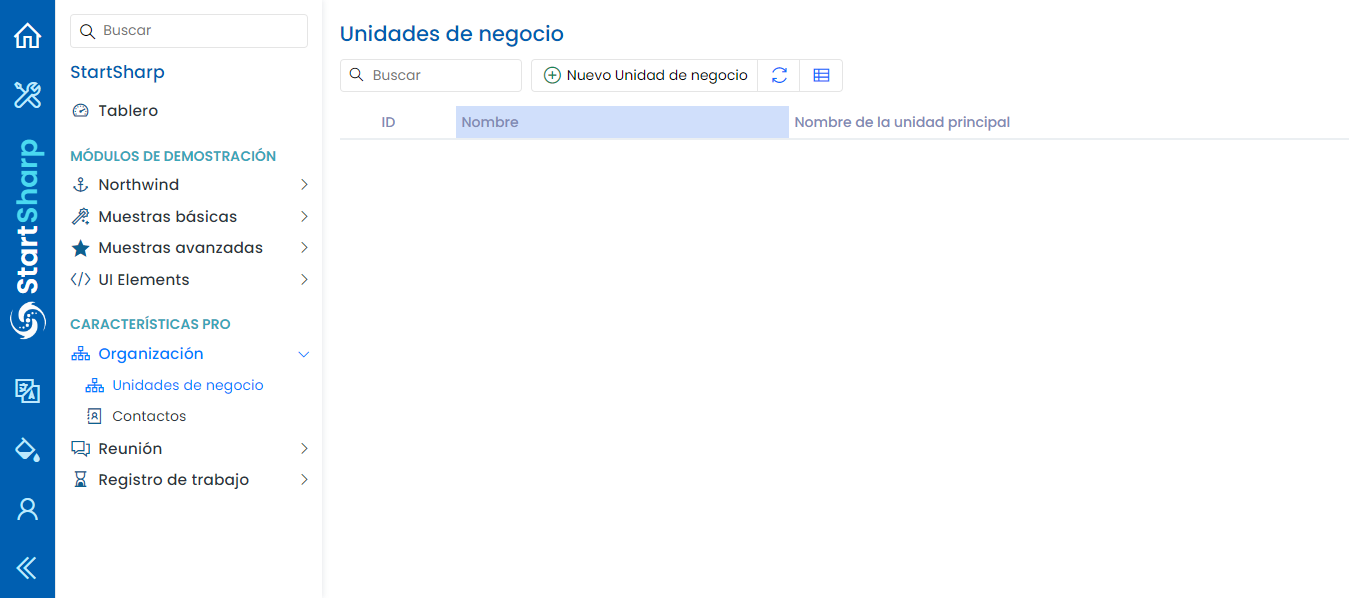 StartSharp
Buscar
StartSharp
Tablero
MÓDULOS DE DEMOSTRACIÓN
Northwind
Muestras básicas
Muestras avanzadas
UI Elements
CARACTERÍSTICAS PRO
Organización
Unidades de negocio
Contactos
Reunión
Registro de trabajo
Unidades de negocio
Buscar Nuevo Unidad de negocio
ID Nombre Nombre de la unidad principal